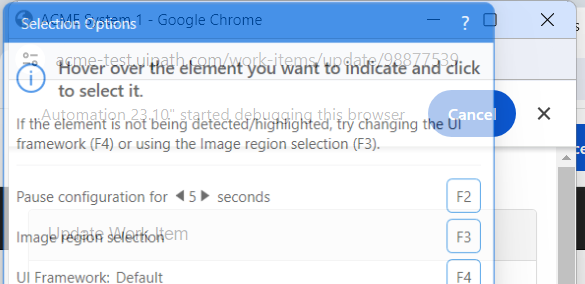 ACME System 1 - Google Chrome
Selection Options
?
acme-test.uipath.com/work-items/update/98877539
Hover over the element you want to indicate and click
to select it.
Automation 23.10" started debugging this browser
Cancel
If the element is not being detected/highlighted, try changing the UI
framework (F4) or using the Image region selection (F3).
Pause configuration for 5 seconds
F2
Update Work Item
Image region selection
F3
UI Framework: Default
F4